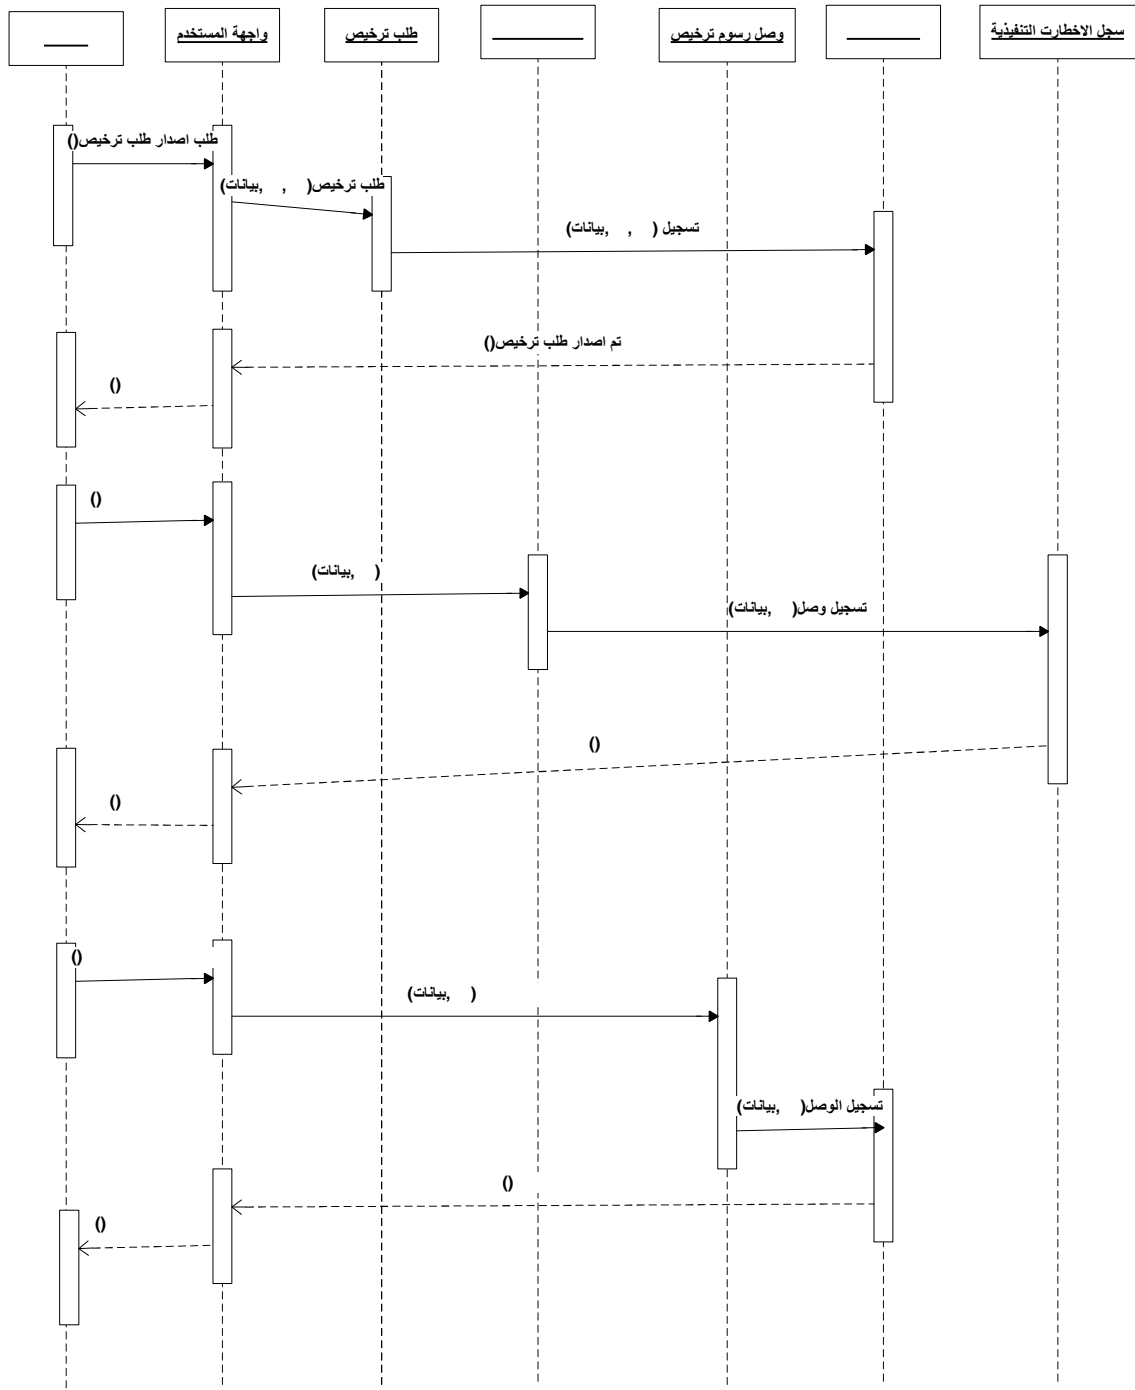 واجهة المستخدم
طلب ترخيص
وصل رسوم ترخيص
سجل الاخطارت التنفيذية
طلب اصدار طلب ترخيص()
طلب ترخيص( , ,بيانات)
تسجيل ( , ,بيانات)
تم اصدار طلب ترخيص()
()
()
( ,بيانات)
تسجيل وصل( ,بيانات)
()
()
()
( ,بيانات)
تسجيل الوصل( ,بيانات)
()
()